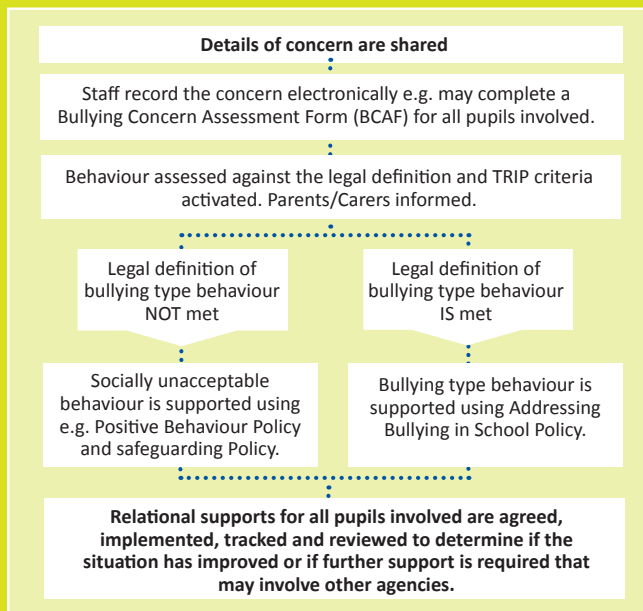 Details of concern are shared
Staff record the concern electronically e.g. may complete a
Bullying Concern Assessment Form (BCAF) for all pupils involved.
Behaviour assessed against the legal definition and TRIP criteria
activated. Parents/Carers informed.
Legal definition of
bullying type behaviour
NOT met
Legal definition of
bullying type behaviour
IS met
Socially unacceptable
behaviour is supported using
e.g. Positive Behaviour Policy
and safeguarding Policy.
Bullying type behaviour is
supported using Addressing
Bullying in School Policy.
Relational supports for all pupils involved are agreed,
implemented, tracked and reviewed to determine if the
situation has improved or if further support is required that
may involve other agencies.